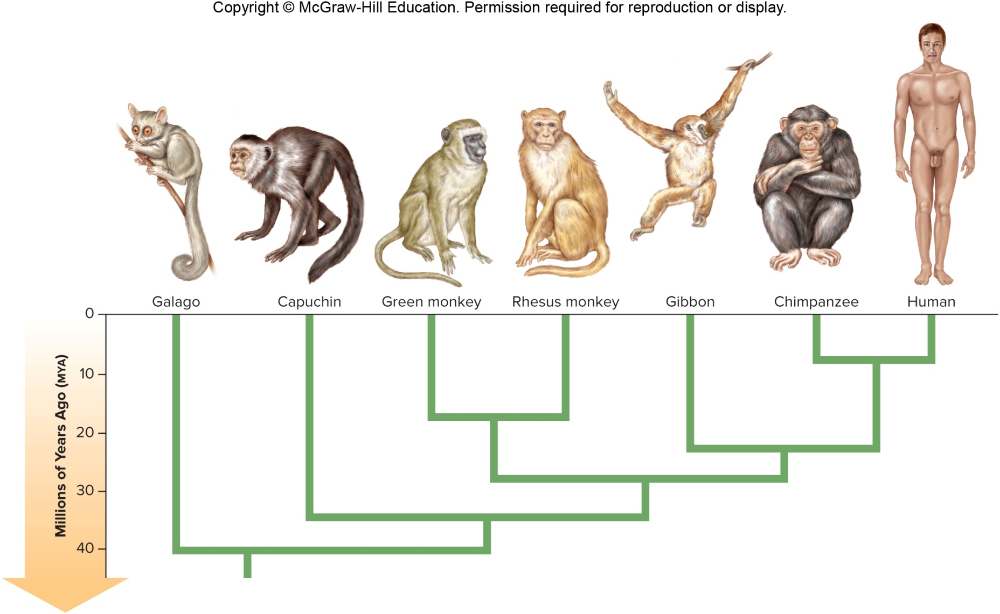 Copyright © McGraw-Hill Education. Permission required for reproduction or display.
Galago
Capuchin
Green monkey
Rhesus monkey
Gibbon
Chimpanzee
Human
0
10
20
30
40
Millions of Years Ago (MYA)